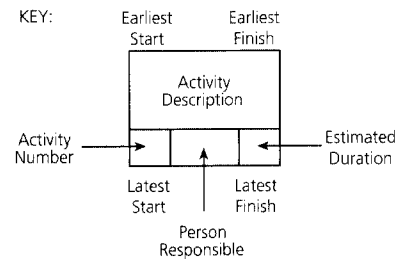 KEY:
Earliest Start
Earliest Finish
Activity Description
Activity Number
Estimated Duration
Latest Start
Latest Finish
Person Responsible